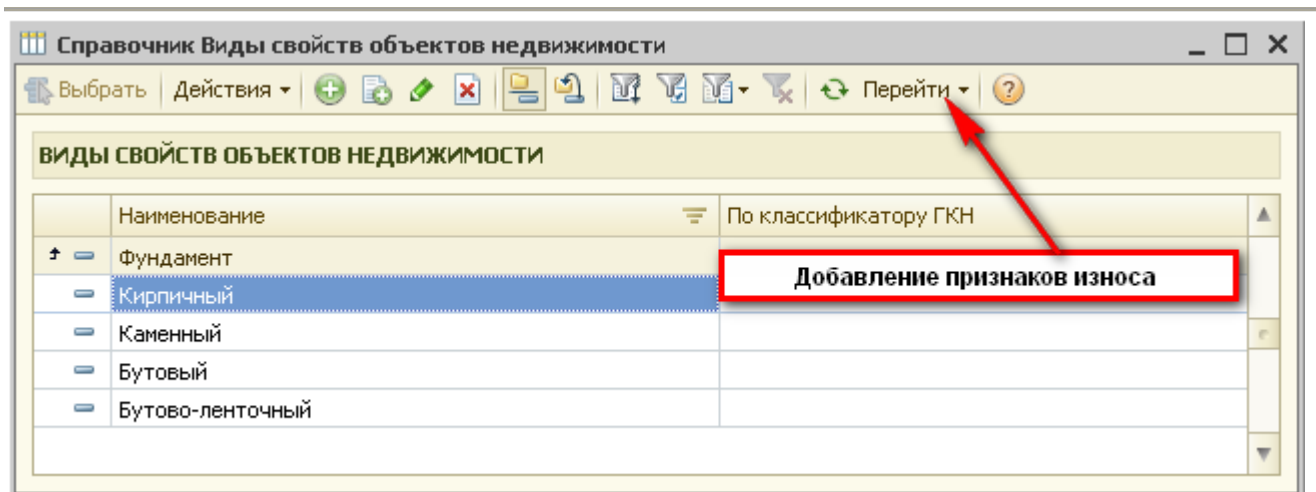 Справочник Виды свойств объектов недвижимости
Выбрать Действия Перейти
ВИДЫ СВОЙСТВ ОБЪЕКТОВ НЕДВИЖИМОСТИ
Наименование По классификатору ГКН
Фундамент
Добавление признаков износа
Кирпичный
Каменный
Бутовый
Бутово-ленточный